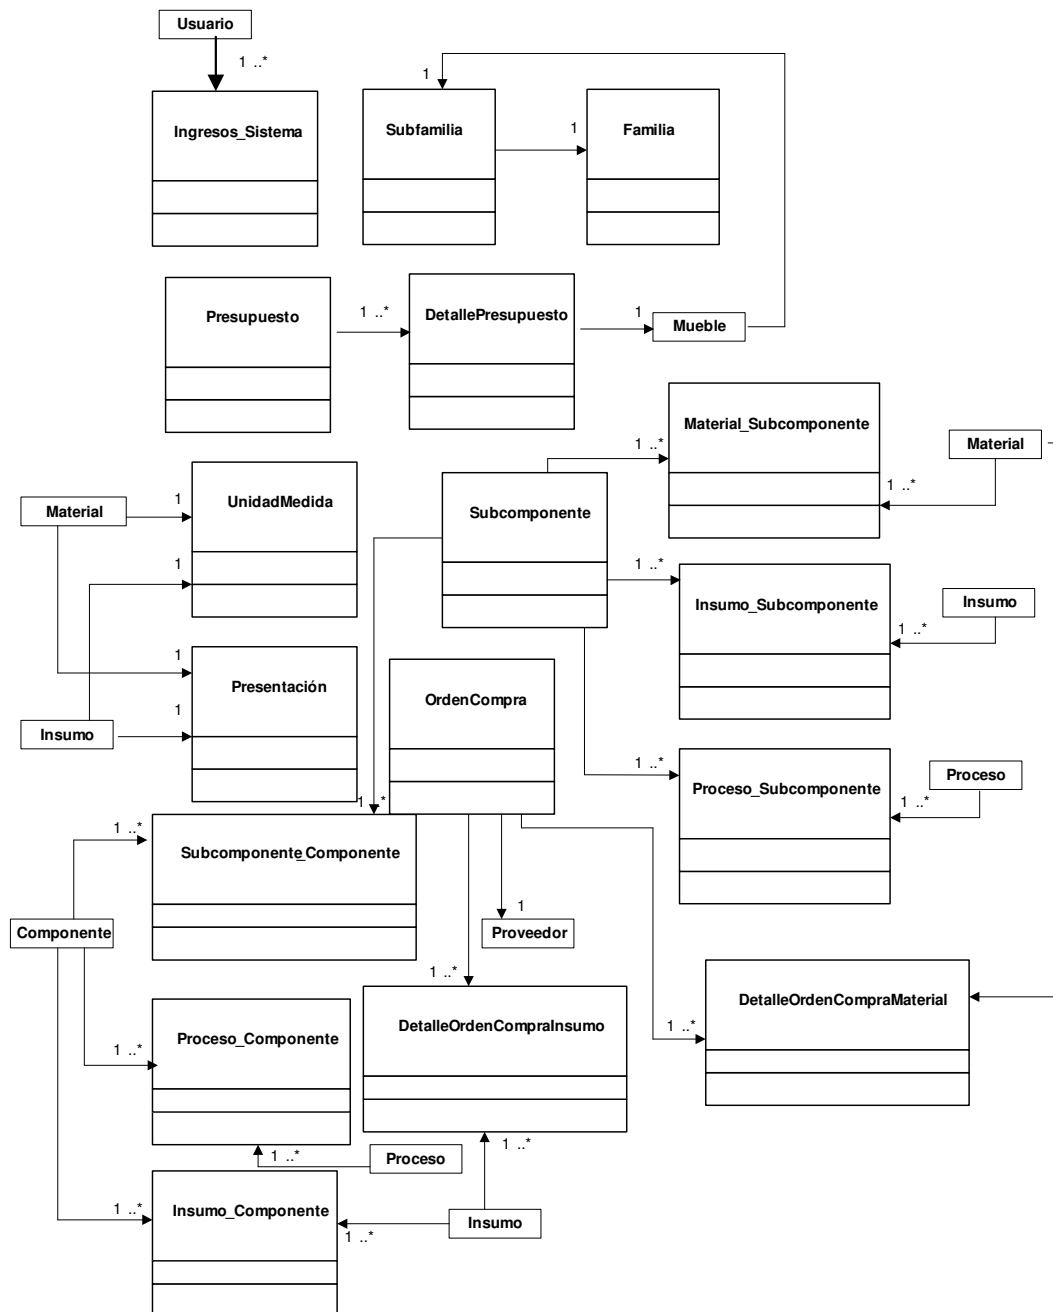 Usuario
1 ..*
Ingresos_Sistema
1
Subfamilia
1
Familia
Presupuesto
1 ..*
DetallePresupuesto
1
Mueble
Material_Subcomponente
1 ..*
Material
1 ..*
Material
1
UnidadMedida
1
Subcomponente
1 ..*
Insumo_Subcomponente
Insumo
1 ..*
1
Presentación
1
Insumo
OrdenCompra
1 ..*
Proceso_Subcomponente
Proceso
1 ..*
1 ..*
1 ..*
Subcomponente_Componente
Componente
1
Proveedor
1 ..*
DetalleOrdenCompraInsumo
DetalleOrdenCompraMaterial
1 ..*
Proceso_Componente
1 ..*
1 ..*
Proceso
1 ..*
Insumo_Componente
1 ..*
1 ..*
Insumo